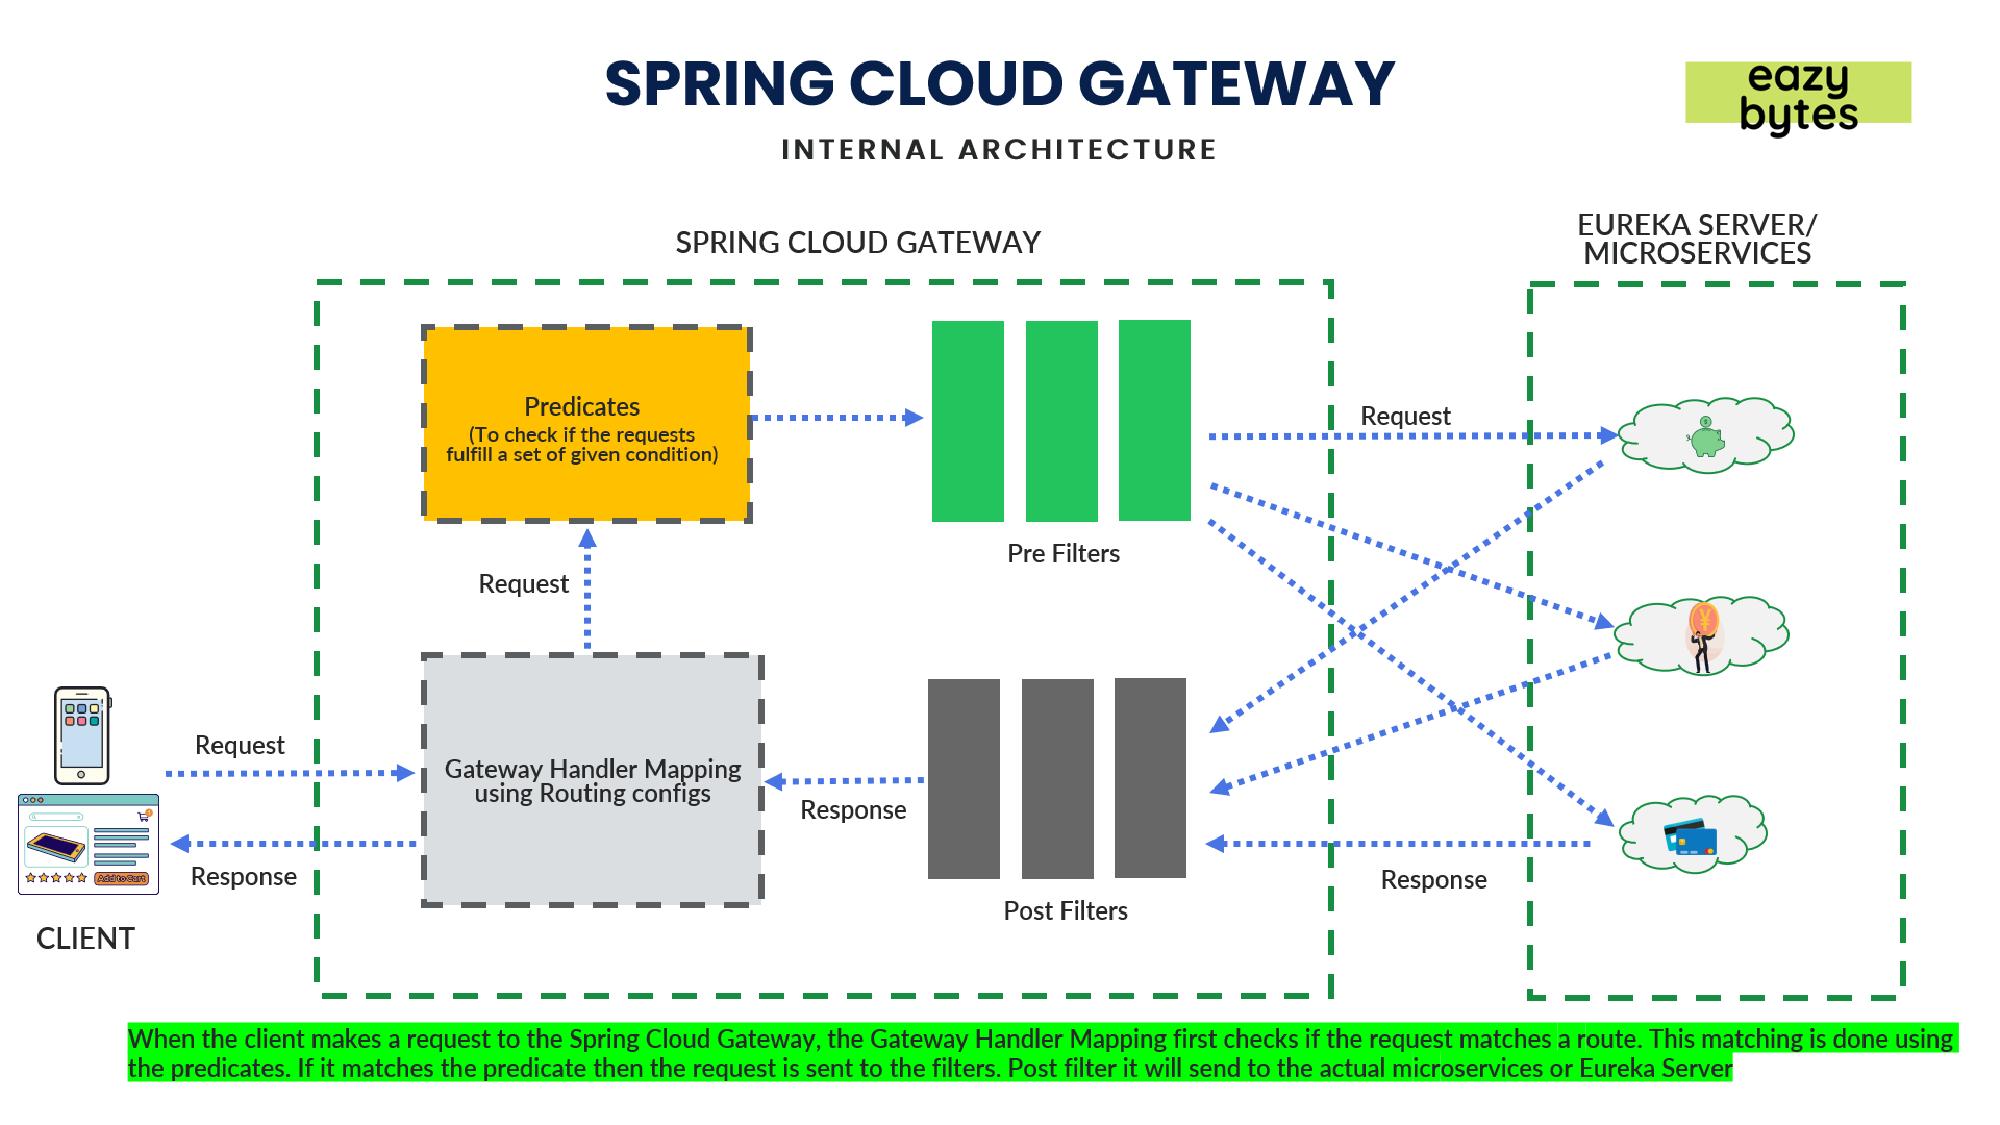 SPRING CLOUD GATEWAY
INTERNAL ARCHITECTURE
eazy
bytes
SPRING CLOUD GATEWAY
EUREKA SERVER/
MICROSERVICES
Predicates
(To check if the requests
fulfill a set of given condition)
Pre Filters
Request
Request
Gateway Handler Mapping
using Routing configs
Request
Response
Response
Post Filters
Response
Add to Cart
CLIENT
When the client makes a request to the Spring Cloud Gateway, the Gateway Handler Mapping first checks if the request matches a route. This matching is done using
the predicates. If it matches the predicate then the request is sent to the filters. Post filter it will send to the actual microservices or Eureka Server